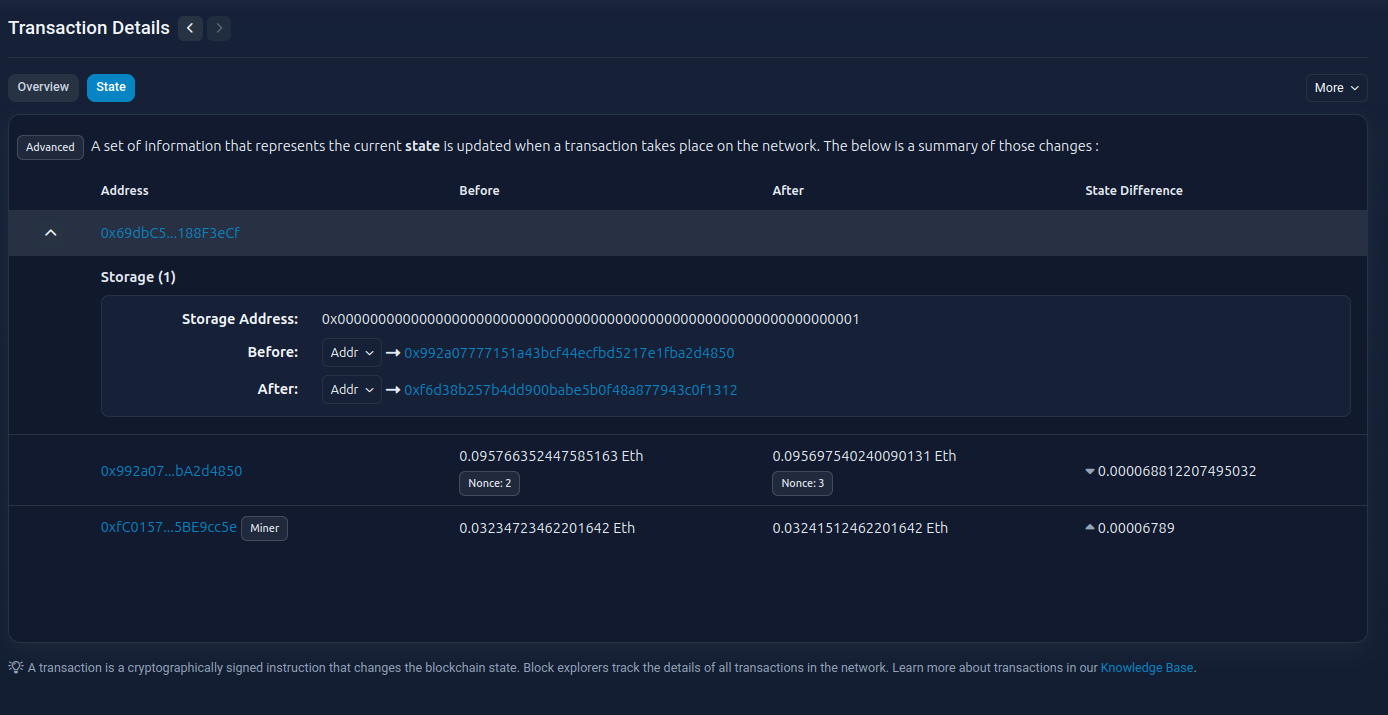 Transaction Details
Overview
State
More
Advanced A set of information that represents the current state is updated when a transaction takes place on the network. The below is a summary of those changes :
Address Before After State Difference
0x69dbC5...188F3eCf
Storage (1)
Storage Address: 0x0000000000000000000000000000000000000000000000000000000000000001
Before: Addr 0x992a07777151a43bcf44ecfbd5217e1fba2d4850
After: Addr 0xf6d38b257b4dd900babe5b0f48a877943c0f1312
0x992a07...bA2d4850 0.095766352447585163 Eth 0.095697540240090131 Eth 0.000068812207495032
Nonce: 2 Nonce: 3
0xfC0157...5BE9cc5e Miner 0.03234723462201642 Eth 0.03241512462201642 Eth 0.00006789
A transaction is a cryptographically signed instruction that changes the blockchain state. Block explorers track the details of all transactions in the network. Learn more about transactions in our Knowledge Base.